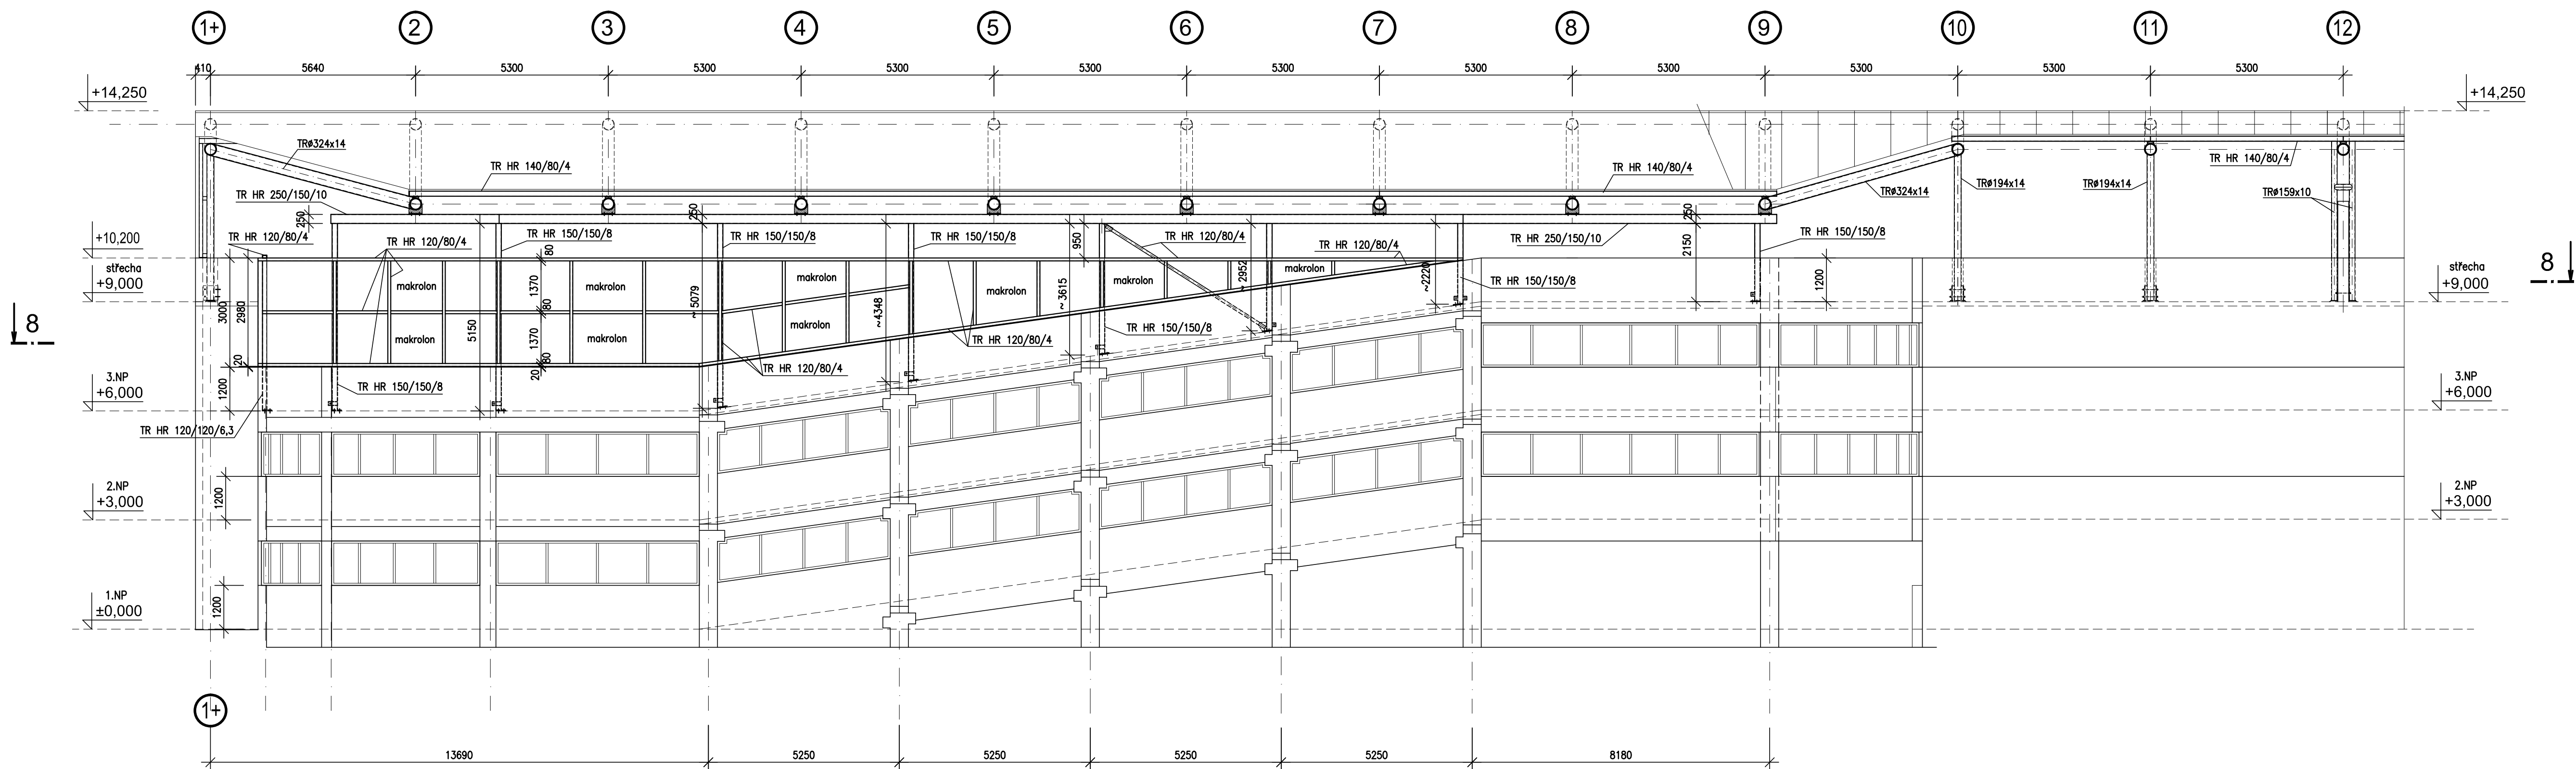 1+ 2 3 4 5 6 7 8 9 10 11 12
410 5640 5300 5300 5300 5300 5300 5300 5300 5300 5300 5300
+14,250 +14,250
TRø324x14
TR HR 140/80/4
TR HR 140/80/4
TR HR 140/80/4
TR HR 250/150/10
TRø324x14
TRø194x14
TRø194x14
TRø159x10
250
250
250
+10,200
TR HR 120/80/4
TR HR 120/80/4
TR HR 150/150/8
80
TR HR 150/150/8
TR HR 150/150/8
950
TR HR 120/80/4
TR HR 120/80/4
TR HR 250/150/10
2150
TR HR 150/150/8
střecha
+9,000
střecha
+9,000
makrolon
makrolon
makrolon
makrolon
makrolon
makrolon
makrolon
makrolon
makrolon
3000
2980
20
1200
5150
1370
80
1370
80
20
~5079
~4348
~3615
~2952
~2220
1200
TR HR 150/150/8
TR HR 150/150/8
TR HR 120/80/4
TR HR 120/80/4
TR HR 150/150/8
8 8
3.NP
+6,000
3.NP
+6,000
TR HR 120/120/6,3
2.NP
+3,000
2.NP
+3,000
1200
1.NP
±0,000
1200
1+
13690 5250 5250 5250 5250 8180